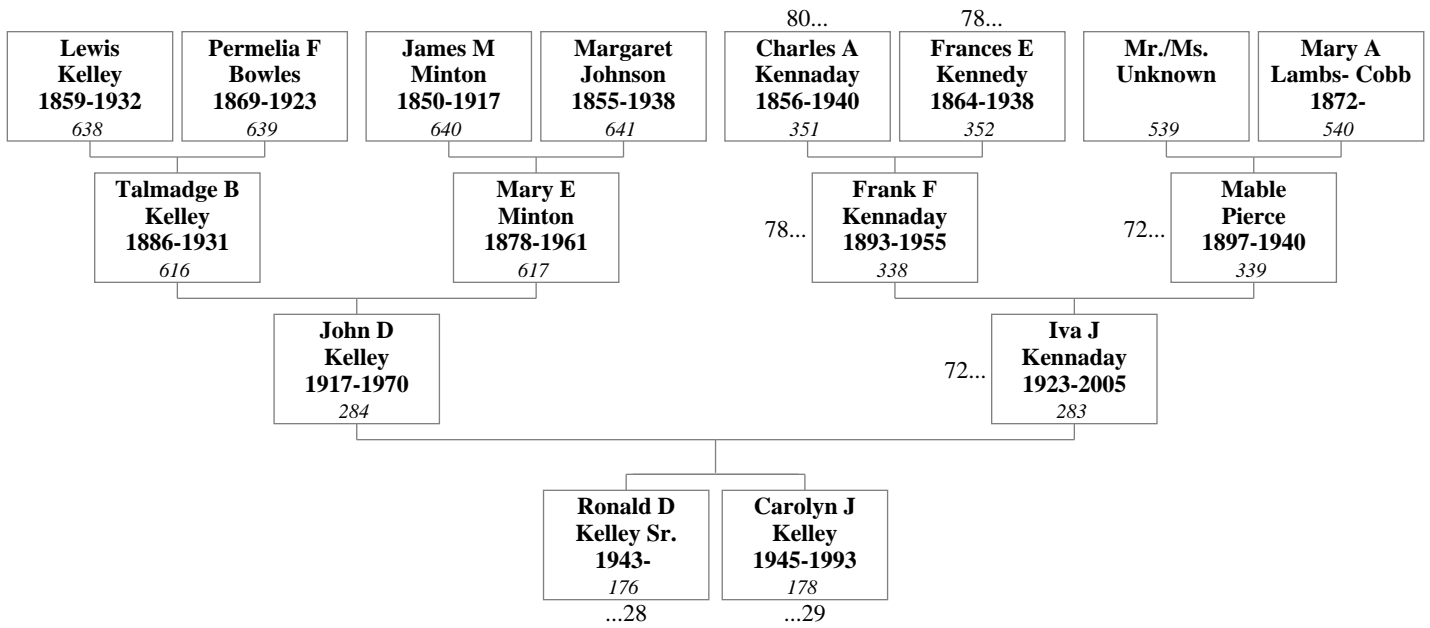 80...
78...
Lewis
Kelley
1859-1932
638
Permelia F
Bowles
1869-1923
639
James M
Minton
1850-1917
640
Margaret
Johnson
1855-1938
641
Charles A
Kennaday
1856-1940
351
Frances E
Kennedy
1864-1938
352
Mr./Ms.
Unknown
539
Mary A
Lambs- Cobb
1872-
540
Talmadge B
Kelley
1886-1931
616
Mary E
Minton
1878-1961
617
78...
Frank F
Kennaday
1893-1955
338
72...
Mable
Pierce
1897-1940
339
John D
Kelley
1917-1970
284
72...
Iva J
Kennaday
1923-2005
283
Ronald D
Kelley Sr.
1943-
176
...28
Carolyn J
Kelley
1945-1993
178
...29